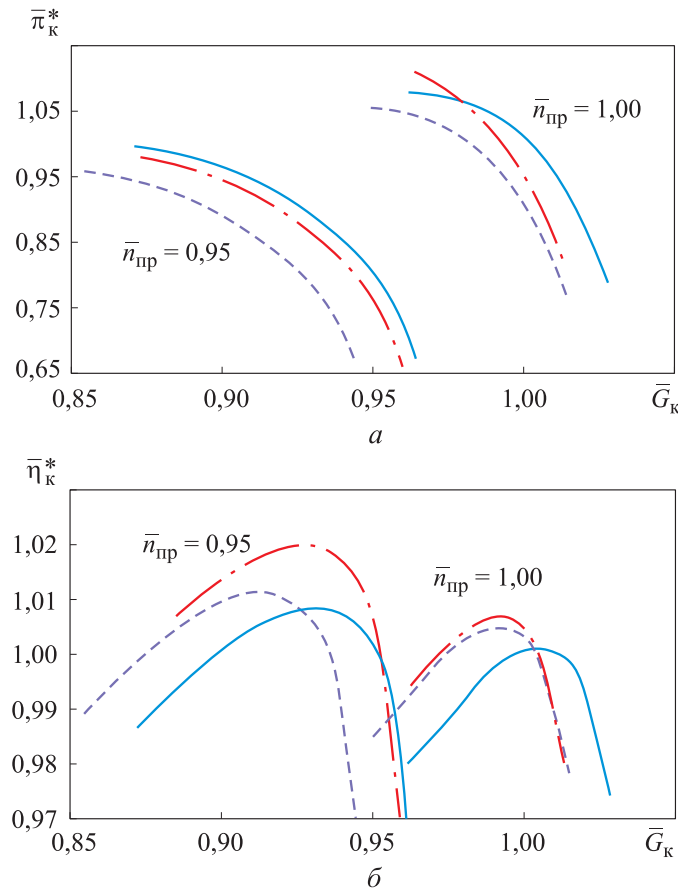 π̄*к
1,05
n̄пр = 1,00
0,95
n̄пр = 0,95
0,85
0,75
0,65
0,85 0,90 0,95 1,00 Ḡк
а
η̄*к
1,02
n̄пр = 0,95
n̄пр = 1,00
1,01
1,00
0,99
0,98
0,97
0,85 0,90 0,95 1,00 Ḡк
б